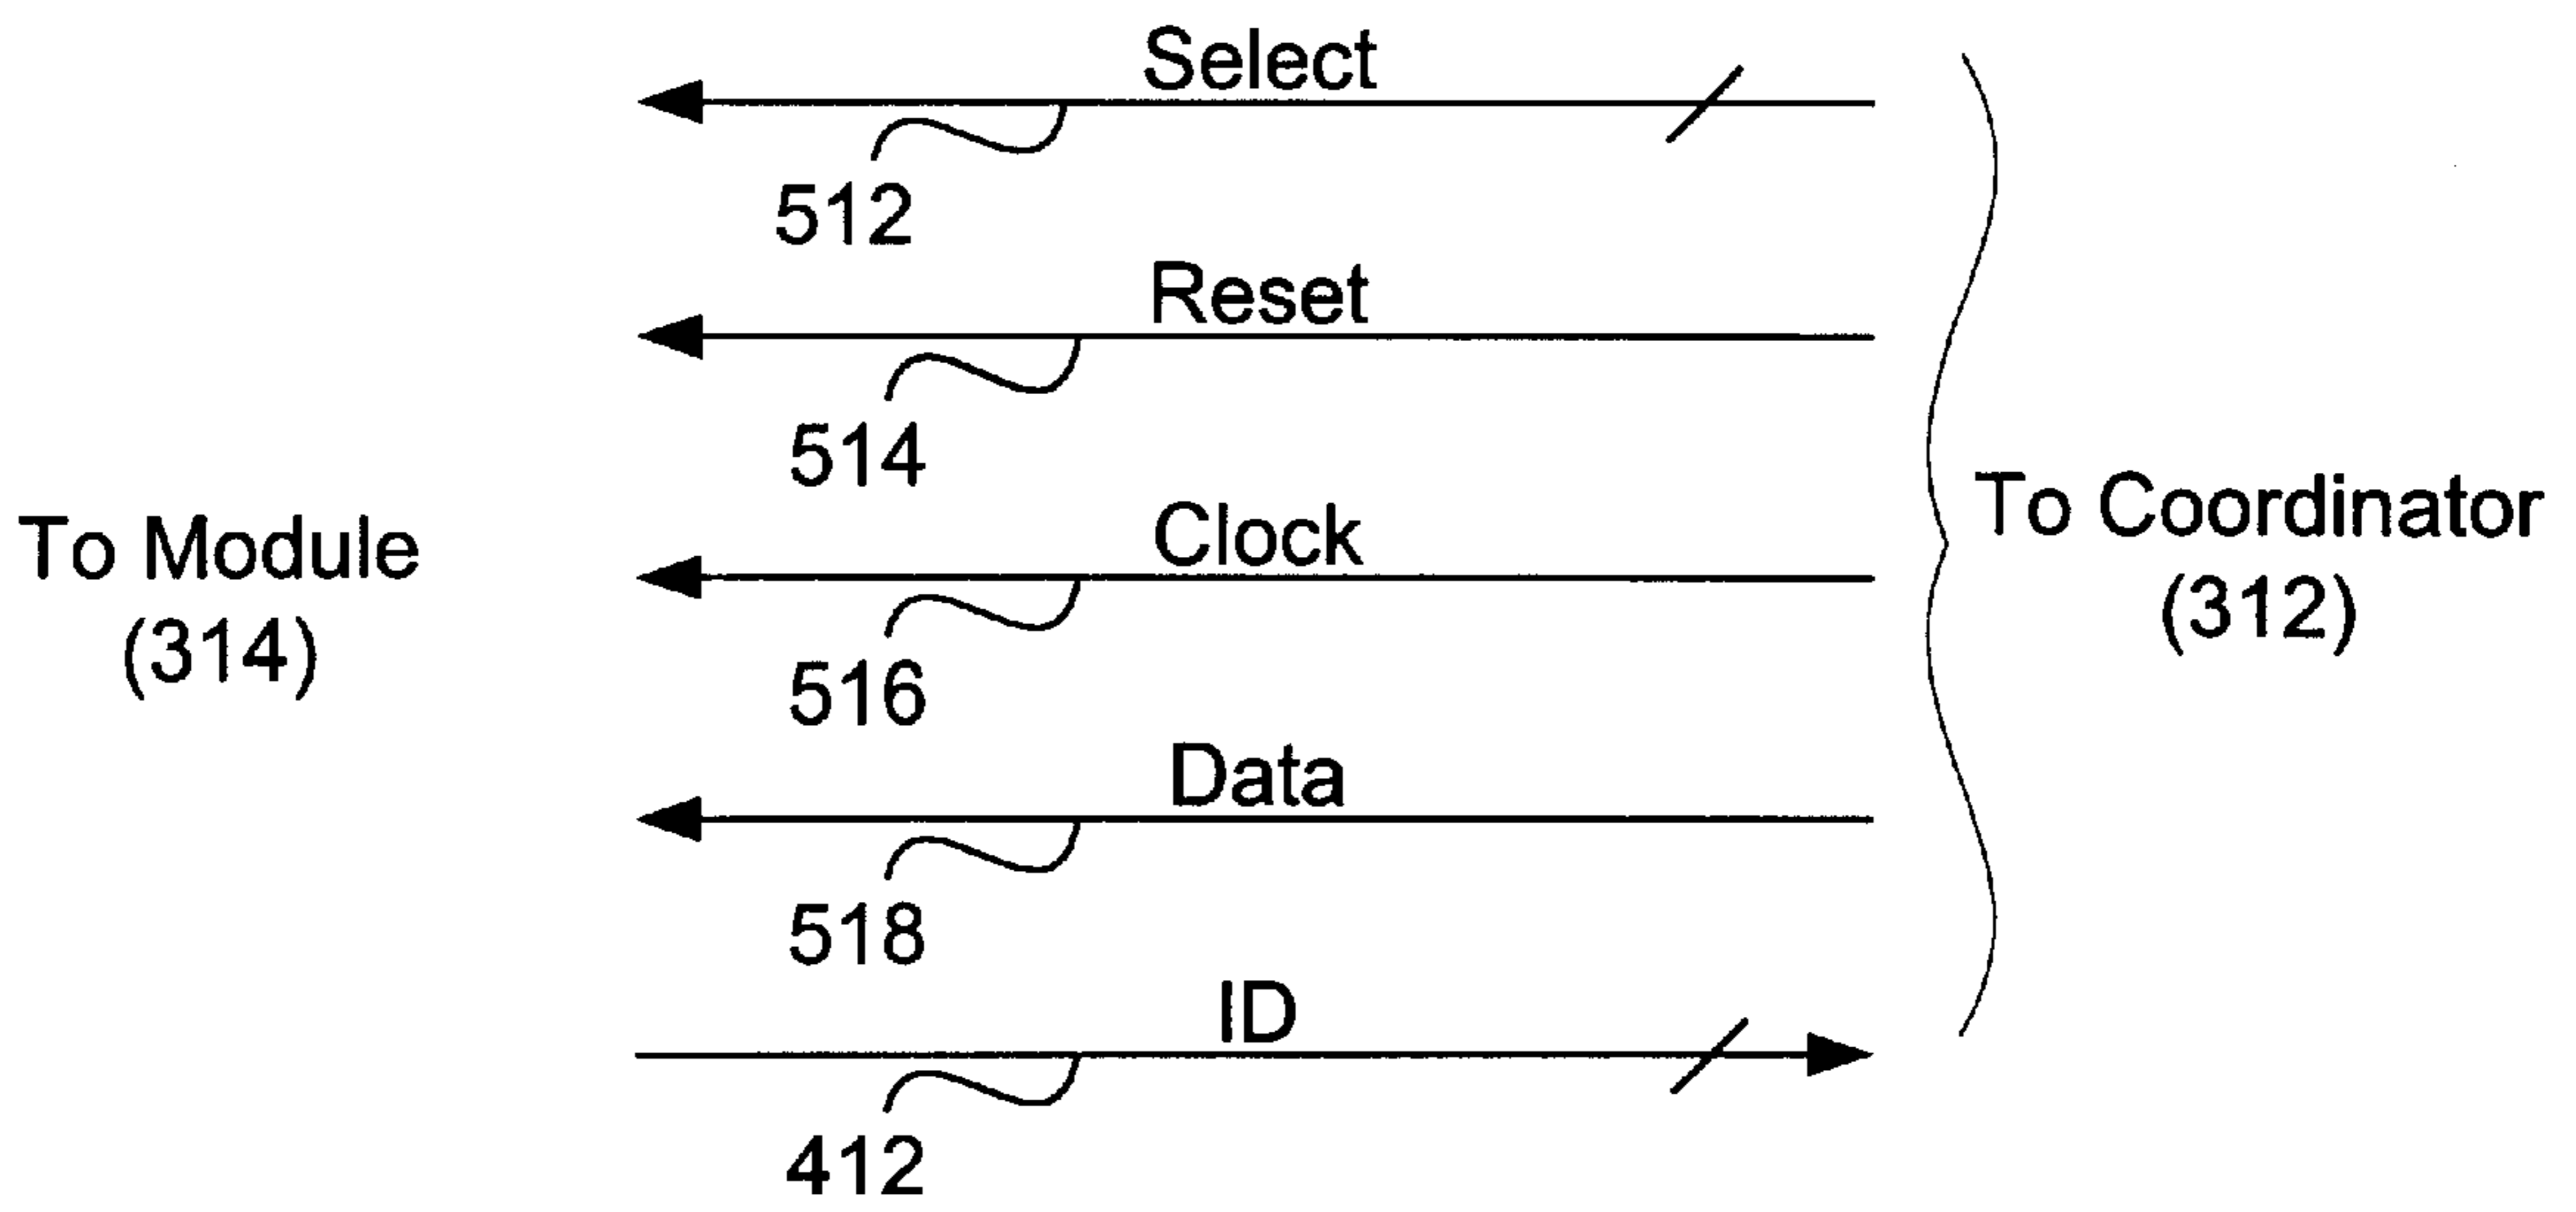 Select
512
Reset
514
Clock
516
Data
518
ID
412
To Module
(314)
To Coordinator
(312)